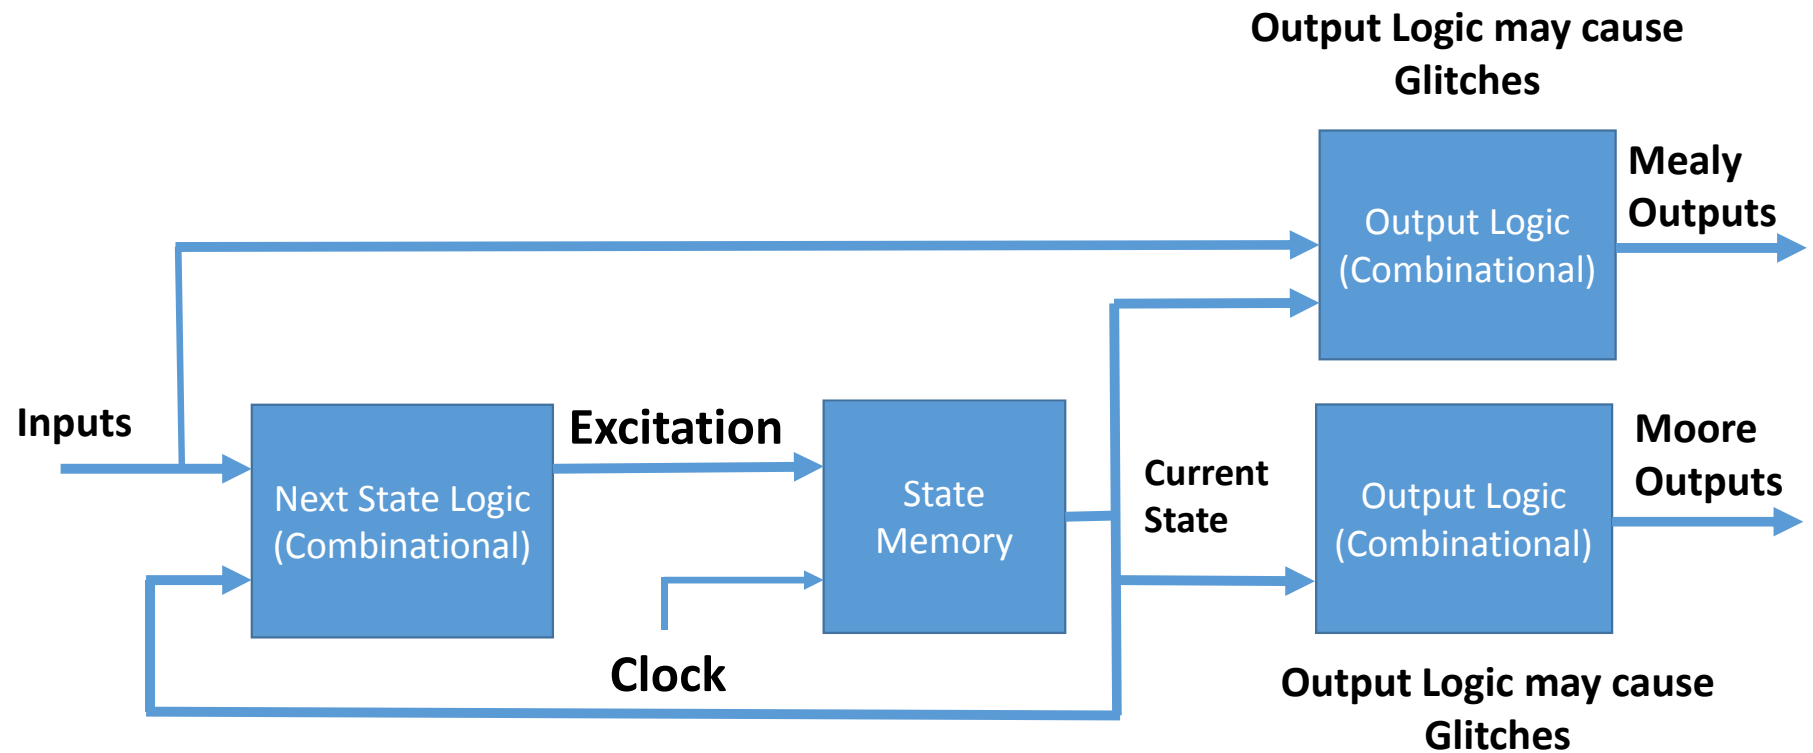 Output Logic may cause
Glitches
Mealy
Outputs
Output Logic
(Combinational)
Inputs
Next State Logic
(Combinational)
Excitation
State
Memory
Clock
Current
State
Output Logic
(Combinational)
Moore
Outputs
Output Logic may cause
Glitches